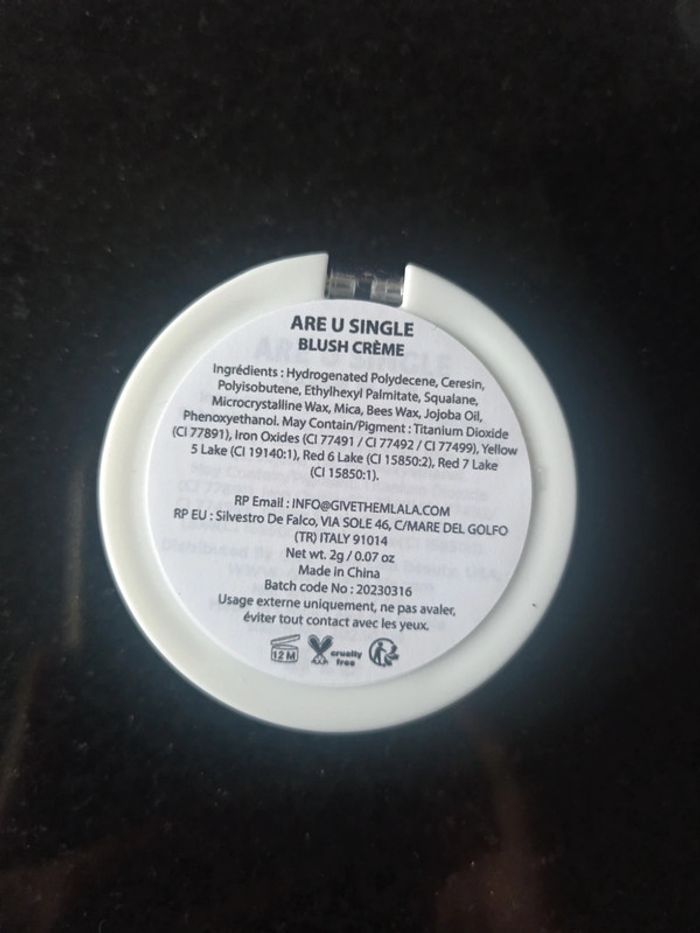 ARE U SINGLE
BLUSH CRÈME
Ingrédients : Hydrogenated Polydecene, Ceresin,
Polyisobutene, Ethylhexyl Palmitate, Squalane,
Microcrystalline Wax, Mica, Bees Wax, Jojoba Oil,
Phenoxyethanol. May Contain/Pigment : Titanium Dioxide
(CI 77891), Iron Oxides (CI 77491 / CI 77492 / CI 77499), Yellow
5 Lake (CI 19140:1), Red 6 Lake (CI 15850:2), Red 7 Lake
(CI 15850:1).
RP Email : INFO@GIVETHEMLALA.COM
RP EU : Silvestro De Falco, VIA SOLE 46, C/MARE DEL GOLFO
(TR) ITALY 91014
Net wt. 2g / 0.07 oz
Made in China
Batch code No : 20230316
Usage externe uniquement, ne pas avaler,
éviter tout contact avec les yeux.
12 M cruelty
free